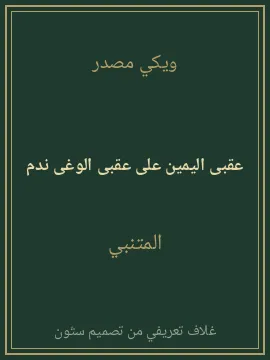 ويكي مصدر
عقبى اليمين على عقبى الوغى ندم
المتنبي
غلاف تعريفي من تصميم سثون